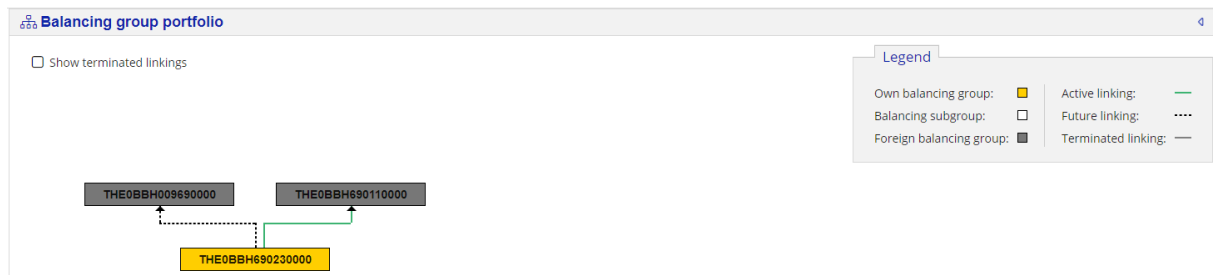 Balancing group portfolio
Show terminated linkings
Legend
Own balancing group:
Balancing subgroup:
Foreign balancing group:
Active linking:
Future linking:
Terminated linking:
THE0BBH009690000
THE0BBH690110000
THE0BBH690230000